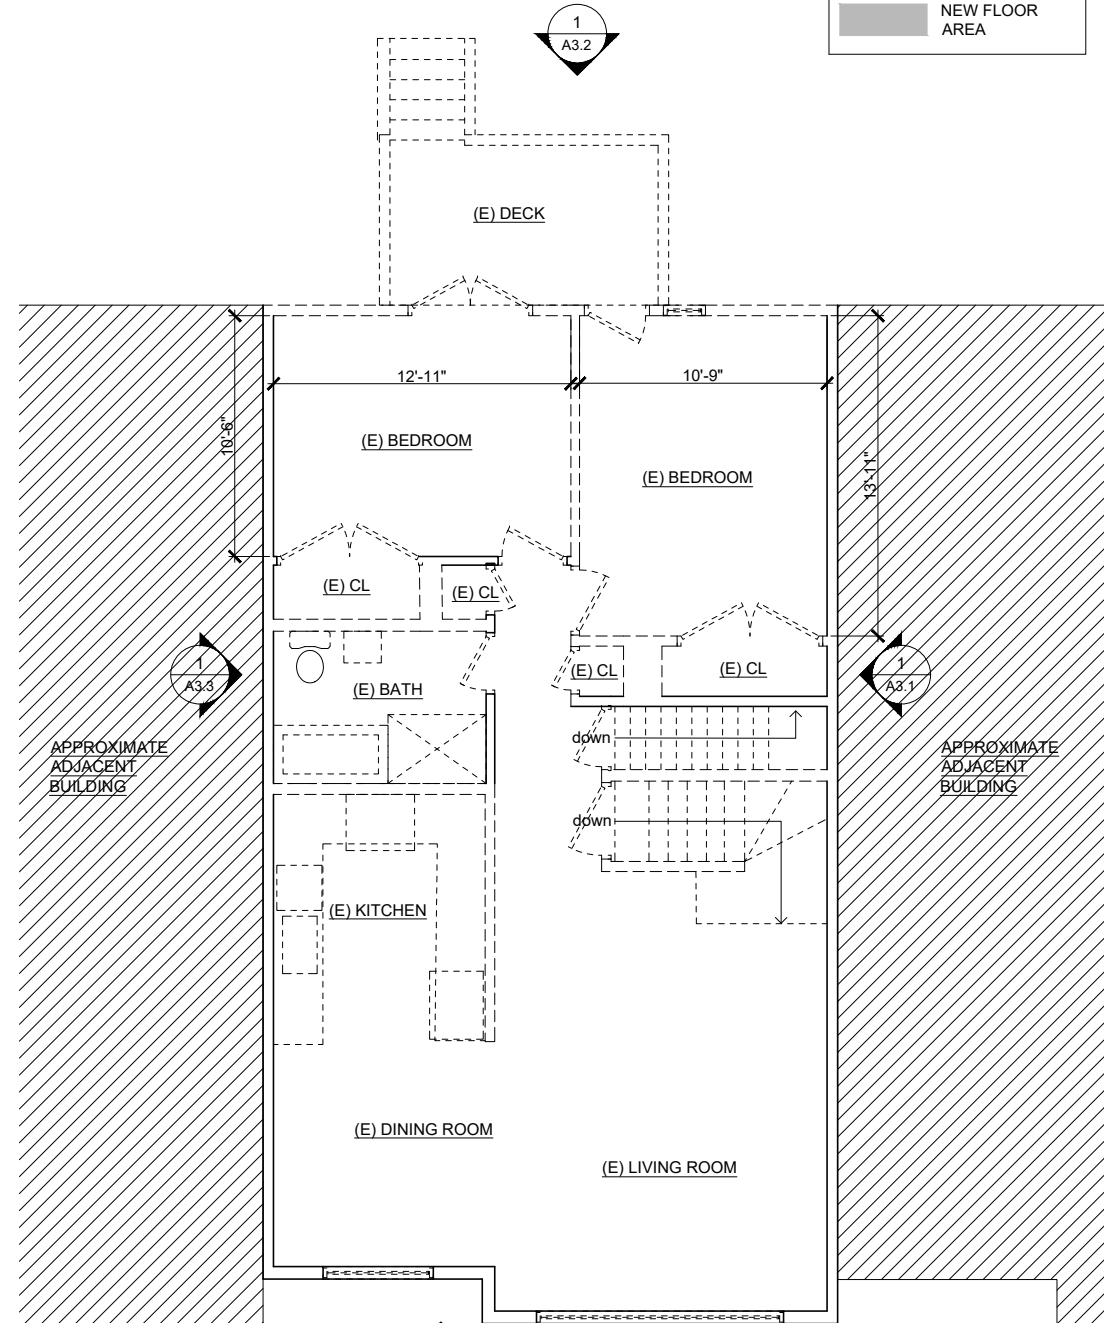 NEW FLOOR
AREA
1
A3.2
(E) DECK
12'-11"
10'-9"
10'-6"
(E) BEDROOM
13'-11"
(E) BEDROOM
(E) CL
(E) CL
1
A3.3
(E) BATH
(E) CL
(E) CL
1
A3.1
APPROXIMATE
ADJACENT
BUILDING
down
APPROXIMATE
ADJACENT
BUILDING
down
(E) KITCHEN
(E) DINING ROOM
(E) LIVING ROOM